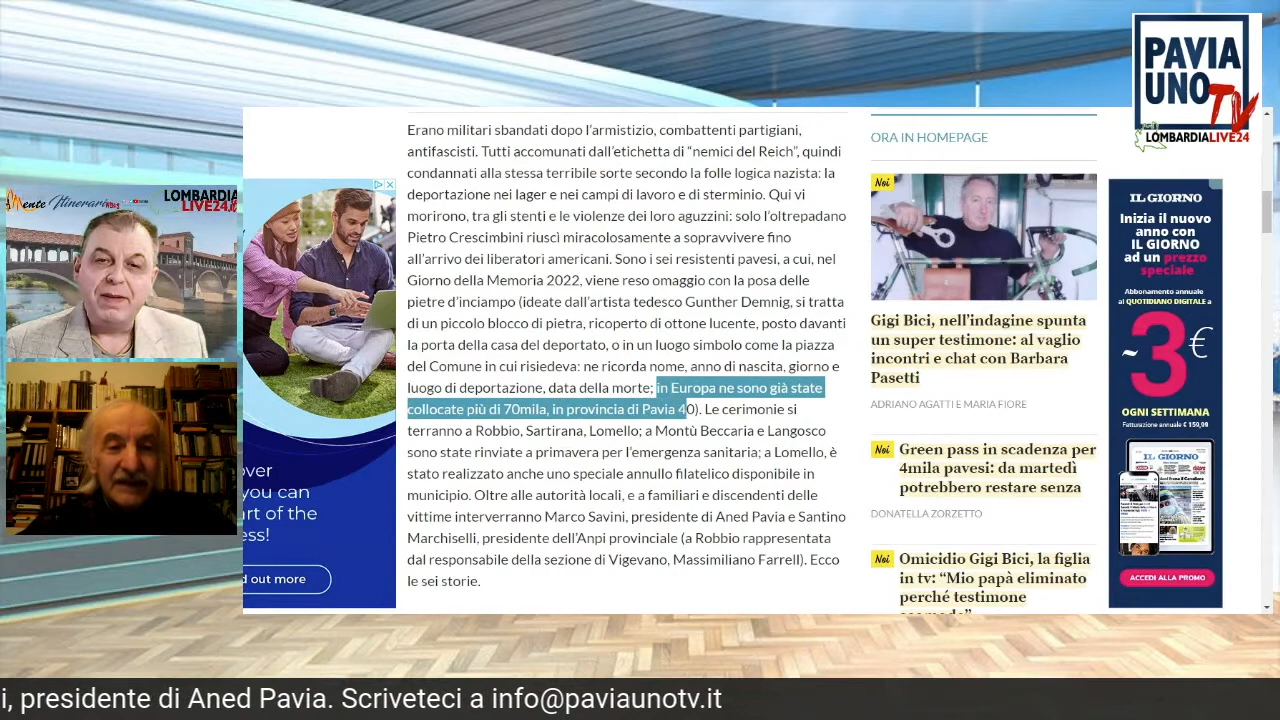 PAVIA
UNO TV
LOMBARDIALIVE24
LOMBARDIA
LIVE24
Erano militari sbandati dopo l'armistizio, combattenti partigiani,
antifascisti. Tutti accomunati dall'etichetta di "nemici del Reich", quindi
condannati alla stessa terribile sorte secondo la folle logica nazista: la
deportazione nei lager e nei campi di lavoro e di sterminio. Qui vi
morirono, tra gli stenti e le violenze dei loro aguzzini: solo l'oltrepadano
Pietro Crescimbini riuscì miracolosamente a sopravvivere fino
all'arrivo dei liberatori americani. Sono i sei resistenti pavesi, a cui, nel
Giorno della Memoria 2022, viene reso omaggio con la posa delle
pietre d'inciampo (ideate dall'artista tedesco Gunther Demnig, si tratta
di un piccolo blocco di pietra, ricoperto di ottone lucente, posto davanti
la porta della casa del deportato, o in un luogo simbolo come la piazza
del Comune in cui risiedeva: ne ricorda nome, anno di nascita, giorno e
luogo di deportazione, data della morte; in Europa ne sono già state
collocate più di 70mila, in provincia di Pavia 40). Le cerimonie si
terranno a Robbio, Sartirana, Lomello; a Montù Beccaria e Langosco
sono state rinviate a primavera per l'emergenza sanitaria; a Lomello, è
stato realizzato anche uno speciale annullo filatelico disponibile in
municipio. Oltre alle autorità locali, e a familiari e discendenti delle
vittime interverranno Marco Savini, presidente di Aned Pavia e Santino
Marchiselli presidente dell'Anpi provinciale (a Robbio rappresentata
dal responsabile della sezione di Vigevano, Massimiliano Farrell). Ecco
le sei storie.
over
you can
art of the
ess!
d out more
ORA IN HOMEPAGE
Noi
Gigi Bici, nell'indagine spunta
un super testimone: al vaglio
incontri e chat con Barbara
Pasetti
ADRIANO AGATTI E MARIA FIORE
Noi
Green pass in scadenza per
4mila pavesi: da martedì
potrebbero restare senza
DONATELLA ZORZETTO
Noi
Omicidio Gigi Bici, la figlia
in tv: "Mio papà eliminato
perché testimone
IL GIORNO
Inizia il nuovo
anno con
IL GIORNO
ad un prezzo
speciale
Abbonamento annuale
al QUOTIDIANO DIGITALE a
~3€
OGNI SETTIMANA
Fatturazione annuale € 159,99
IL GIORNO
ACCEDI ALLA PROMO
i, presidente di Aned Pavia. Scriveteci a info@paviaunotv.it